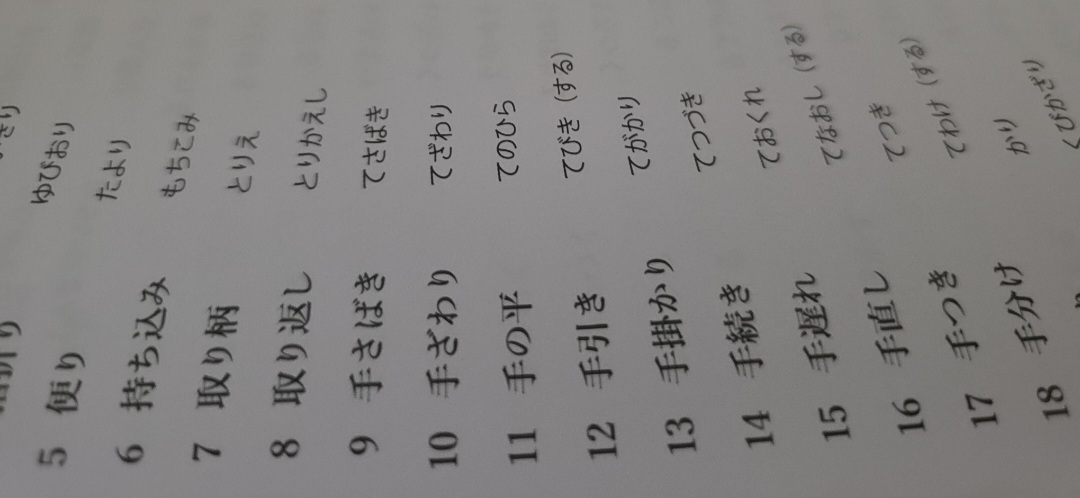 折り ゆびおり
5 便り たより
6 持ち込み もちこみ
7 取り柄 とりえ
8 取り返し とりかえし
9 手さばき てさばき
10 手ざわり てざわり
11 手の平 てのひら
12 手引き てびき (する)
13 手掛かり てがかり
14 手続き てつづき
15 手遅れ ておくれ
16 手直し てなおし (する)
17 手つき てつき
18 手分け てわけ (する)
かり
くびかざり